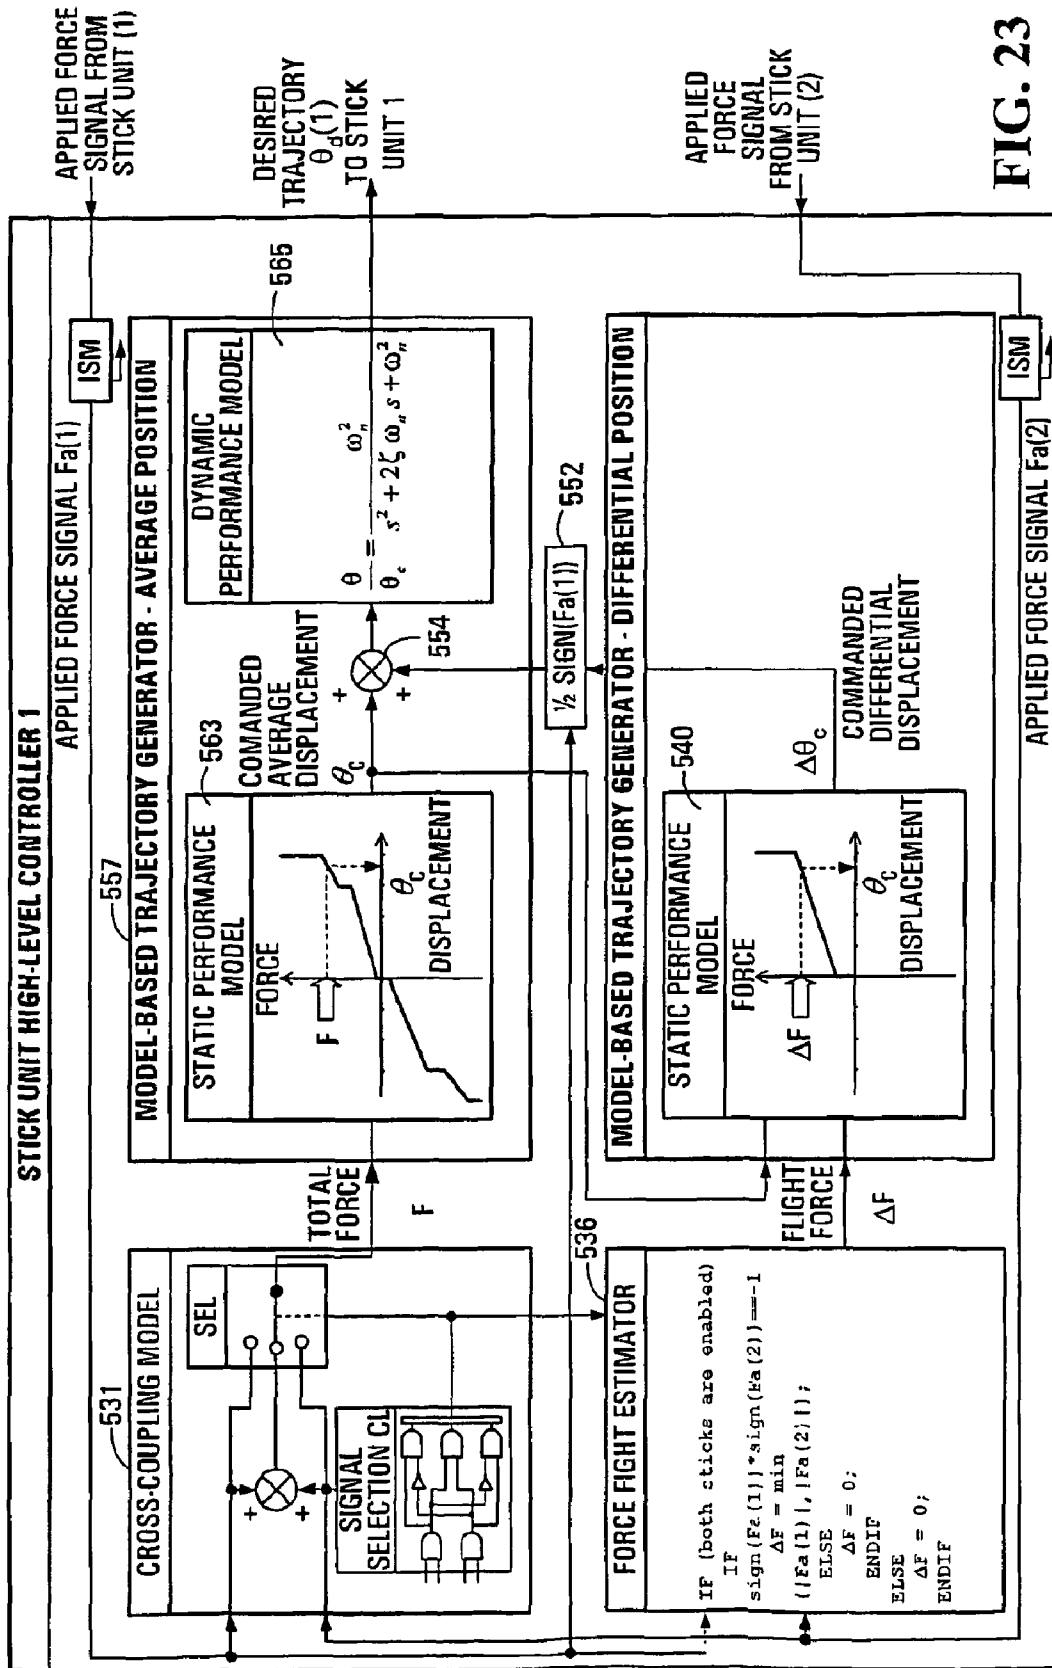 STICK UNIT HIGH-LEVEL CONTROLLER 1
APPLIED FORCE SIGNAL Fa(1)
ISM
APPLIED FORCE
SIGNAL FROM
STICK UNIT (1)
531
CROSS-COUPLING MODEL
SEL
+
+
SIGNAL
SELECTION CL
TOTAL
FORCE
F
557
MODEL-BASED TRAJECTORY GENERATOR - AVERAGE POSITION
STATIC PERFORMANCE
MODEL
563
FORCE
F
θc
DISPLACEMENT
COMANDED
AVERAGE
DISPLACEMENT
θc
+
+
554
DYNAMIC
PERFORMANCE MODEL
565
θ ωn²
=
θc s² + 2ζ ωn s + ωn²
DESIRED
TRAJECTORY
θd(1)
TO STICK
UNIT 1
½ SIGN(Fa(1))
552
536
FORCE FIGHT ESTIMATOR
IF (both sticks are enabled)
IF
sign(Fa(1))*sign(Fa(2))==-1
ΔF = min
(|Fa(1)|,|Fa(2)|);
ELSE
ΔF = 0;
ENDIF
ELSE
ΔF = 0;
ENDIF
FLIGHT
FORCE
ΔF
MODEL-BASED TRAJECTORY GENERATOR - DIFFERENTIAL POSITION
STATIC PERFORMANCE
MODEL
540
FORCE
ΔF
θc
DISPLACEMENT
Δθc
COMMANDED
DIFFERENTIAL
DISPLACEMENT
APPLIED
FORCE
SIGNAL
FROM STICK
UNIT (2)
ISM
APPLIED FORCE SIGNAL Fa(2)
FIG. 23